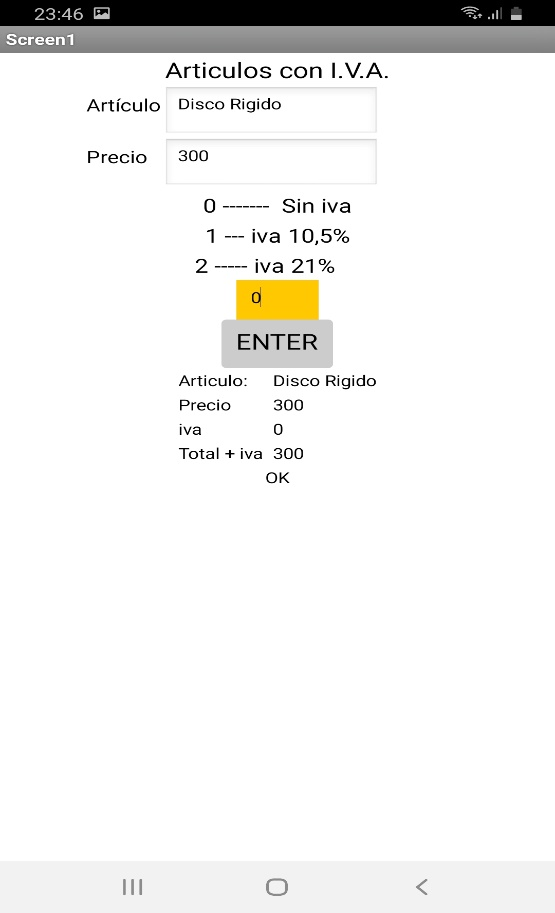 23:46
Screen1
Articulos con I.V.A.
Artículo Disco Rigido
Precio 300
0 ------- Sin iva
1 --- iva 10,5%
2 ----- iva 21%
0
ENTER
Articulo: Disco Rigido
Precio 300
iva 0
Total + iva 300
OK